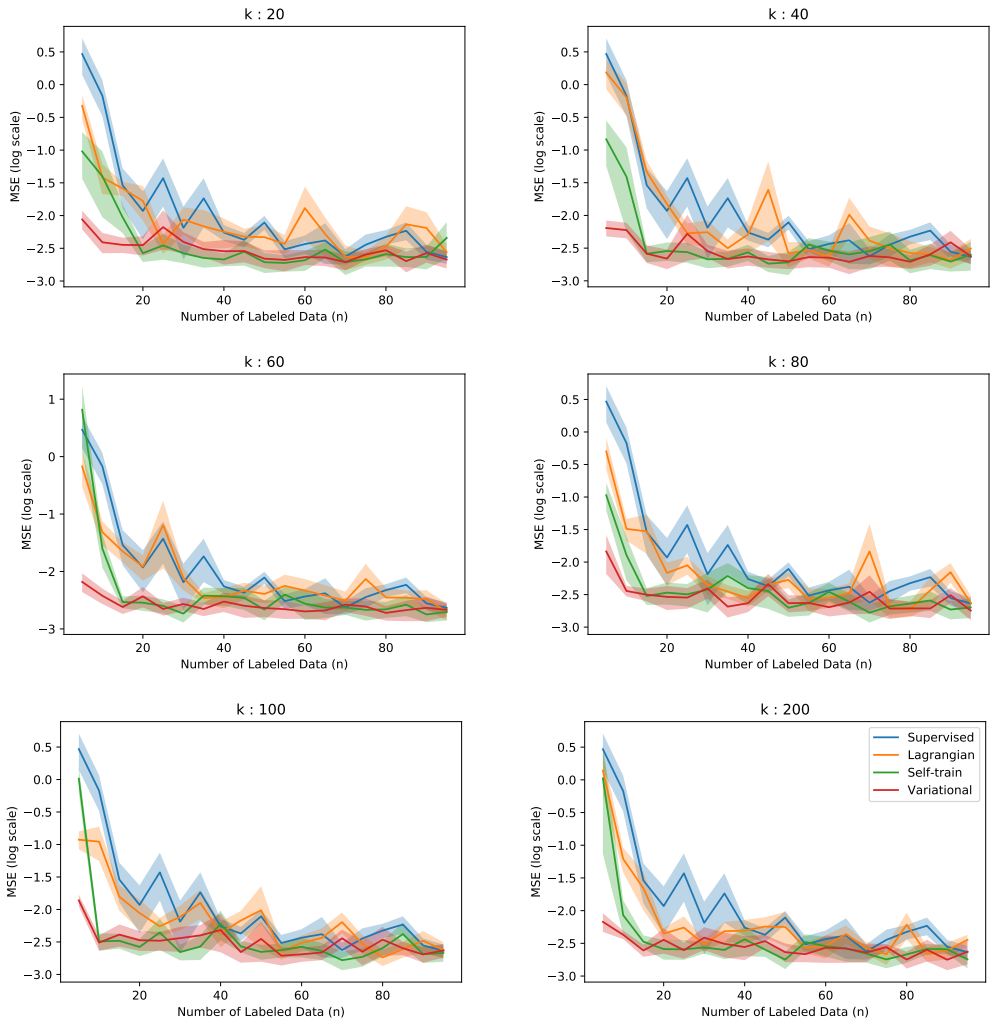 k : 20
k : 40
0.5
0.0
−0.5
−1.0
−1.5
−2.0
−2.5
−3.0
MSE (log scale)
20 40 60 80
Number of Labeled Data (n)
0.5
0.0
−0.5
−1.0
−1.5
−2.0
−2.5
−3.0
MSE (log scale)
20 40 60 80
Number of Labeled Data (n)
k : 60
k : 80
1
0
−1
−2
−3
MSE (log scale)
20 40 60 80
Number of Labeled Data (n)
0.5
0.0
−0.5
−1.0
−1.5
−2.0
−2.5
−3.0
MSE (log scale)
20 40 60 80
Number of Labeled Data (n)
k : 100
k : 200
0.5
0.0
−0.5
−1.0
−1.5
−2.0
−2.5
−3.0
MSE (log scale)
20 40 60 80
Number of Labeled Data (n)
0.5
0.0
−0.5
−1.0
−1.5
−2.0
−2.5
−3.0
MSE (log scale)
20 40 60 80
Number of Labeled Data (n)
Supervised
Lagrangian
Self-train
Variational